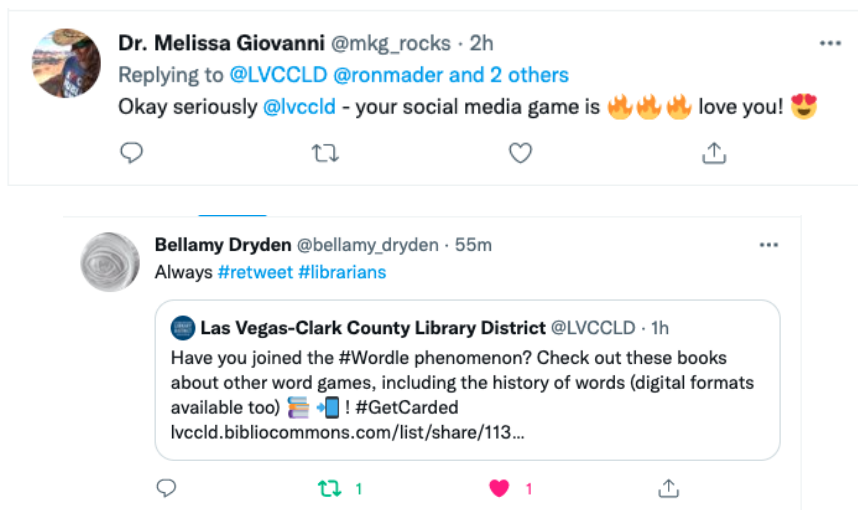 Dr. Melissa Giovanni @mkg_rocks · 2h
Replying to @LVCCLD @ronmader and 2 others
Okay seriously @lvccld - your social media game is 🔥🔥🔥 love you! 😍
Bellamy Dryden @bellamy_dryden · 55m
Always #retweet #librarians
Las Vegas-Clark County Library District @LVCCLD · 1h
Have you joined the #Wordle phenomenon? Check out these books
about other word games, including the history of words (digital formats
available too) 📚 📲 ! #GetCarded
lvccld.bibliocommons.com/list/share/113...
1 1